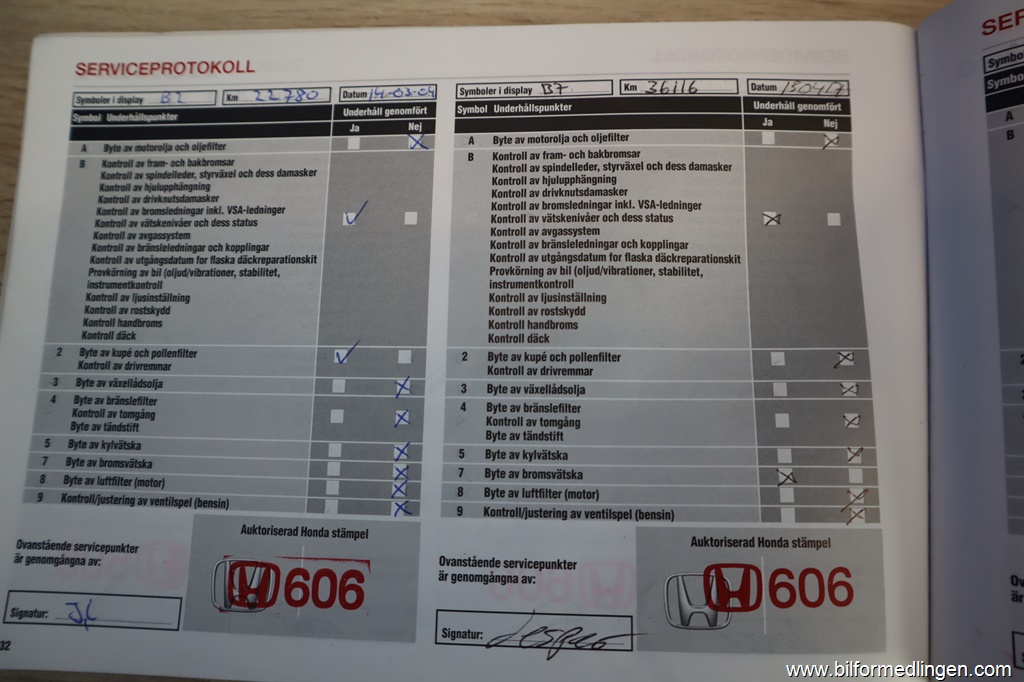 SERVICEPROTOKOLL
Symboler i display B2 Km 22780 Datum 14-03-04
Symbol Underhållspunkter Underhåll genomfört
Ja Nej
A Byte av motorolja och oljefilter
B Kontroll av fram- och bakbromsar
Kontroll av spindelleder, styrväxel och dess damasker
Kontroll av hjulupphängning
Kontroll av drivknutsdamasker
Kontroll av bromsledningar inkl. VSA-ledningar
Kontroll av vätskenivåer och dess status
Kontroll av avgassystem
Kontroll av bränsleledningar och kopplingar
Kontroll av utgångsdatum for flaska däckreparationskit
Provkörning av bil (oljud/vibrationer, stabilitet,
instrumentkontroll
Kontroll av ljusinställning
Kontroll av rostskydd
Kontroll handbroms
Kontroll däck
2 Byte av kupé och pollenfilter
Kontroll av drivremmar
3 Byte av växellådsolja
4 Byte av bränslefilter
Kontroll av tomgång
Byte av tändstift
5 Byte av kylvätska
7 Byte av bromsvätska
8 Byte av luftfilter (motor)
9 Kontroll/justering av ventilspel (bensin)
Ovanstående servicepunkter
är genomgångna av:
Auktoriserad Honda stämpel
606
Signatur:
32
Symboler i display B7 Km 36116 Datum 150417
Symbol Underhållspunkter Underhåll genomfört
Ja Nej
A Byte av motorolja och oljefilter
B Kontroll av fram- och bakbromsar
Kontroll av spindelleder, styrväxel och dess damasker
Kontroll av hjulupphängning
Kontroll av drivknutsdamasker
Kontroll av bromsledningar inkl. VSA-ledningar
Kontroll av vätskenivåer och dess status
Kontroll av avgassystem
Kontroll av bränsleledningar och kopplingar
Kontroll av utgångsdatum for flaska däckreparationskit
Provkörning av bil (oljud/vibrationer, stabilitet,
instrumentkontroll
Kontroll av ljusinställning
Kontroll av rostskydd
Kontroll handbroms
Kontroll däck
2 Byte av kupé och pollenfilter
Kontroll av drivremmar
3 Byte av växellådsolja
4 Byte av bränslefilter
Kontroll av tomgång
Byte av tändstift
5 Byte av kylvätska
7 Byte av bromsvätska
8 Byte av luftfilter (motor)
9 Kontroll/justering av ventilspel (bensin)
Ovanstående servicepunkter
är genomgångna av:
Auktoriserad Honda stämpel
606
Signatur:
A
B
www.bilformedlingen.com